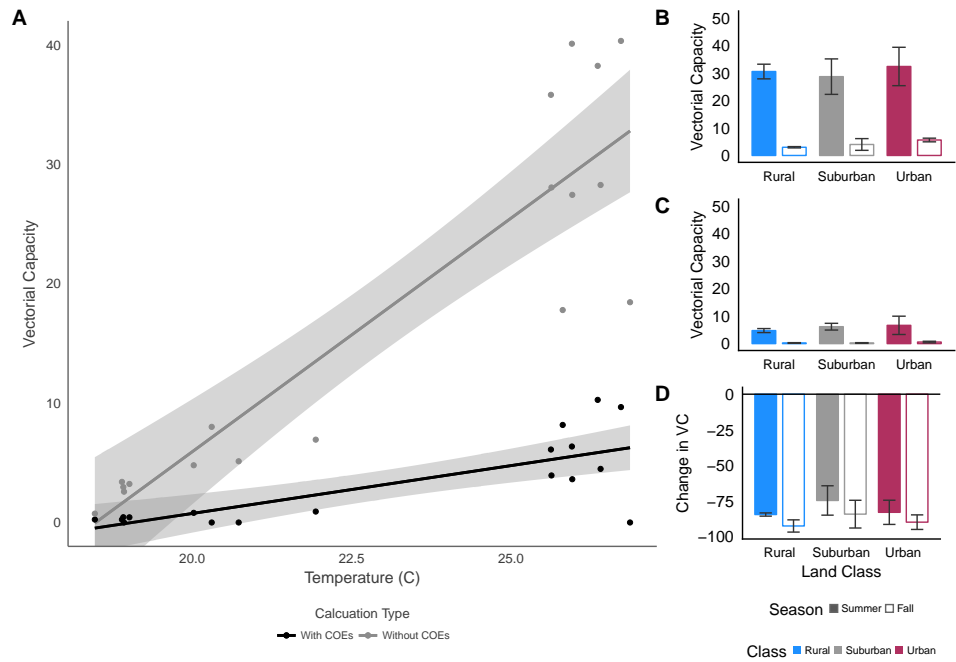 A
Vectorial Capacity
40
30
20
10
0
20.0 22.5 25.0
Temperature (C)
Calcuation Type
With COEs Without COEs
B
Vectorial Capacity
50
40
30
20
10
0
Rural Suburban Urban
C
Vectorial Capacity
50
40
30
20
10
0
Rural Suburban Urban
D
Change in VC
0
−25
−50
−75
−100
Rural Suburban Urban
Land Class
Season Summer Fall
Class Rural Suburban Urban